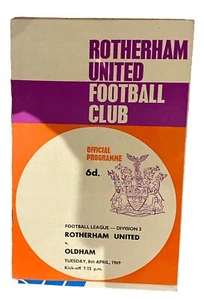 ROTHERHAM
UNITED
FOOTBALL
CLUB
OFFICIAL
PROGRAMME
6d.
FOOTBALL LEAGUE — DIVISION 3
ROTHERHAM UNITED
v.
OLDHAM
TUESDAY, 8th APRIL, 1969
Kick-off 7.15 p.m.